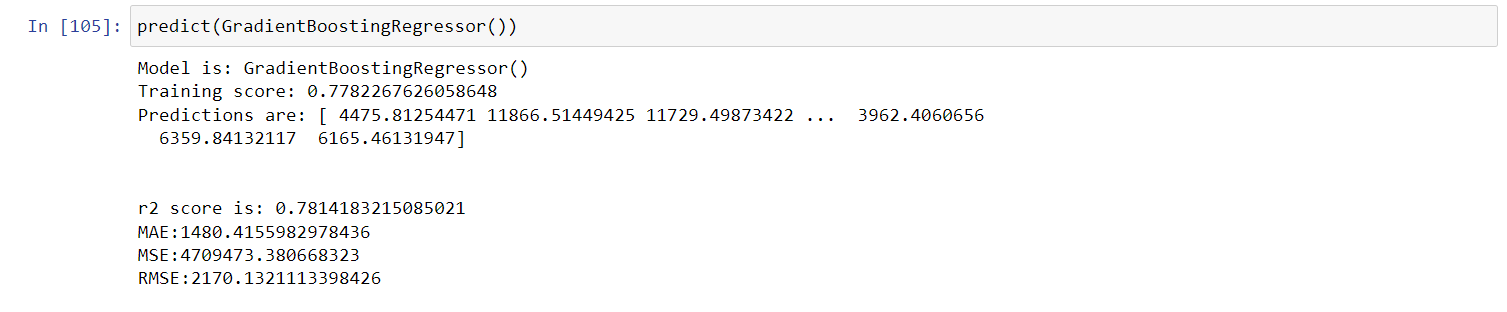 In [105]: predict(GradientBoostingRegressor())
Model is: GradientBoostingRegressor()
Training score: 0.7782267626058648
Predictions are: [ 4475.81254471 11866.51449425 11729.49873422 ...  3962.4060656
  6359.84132117  6165.46131947]
r2 score is: 0.7814183215085021
MAE:1480.4155982978436
MSE:4709473.380668323
RMSE:2170.1321113398426